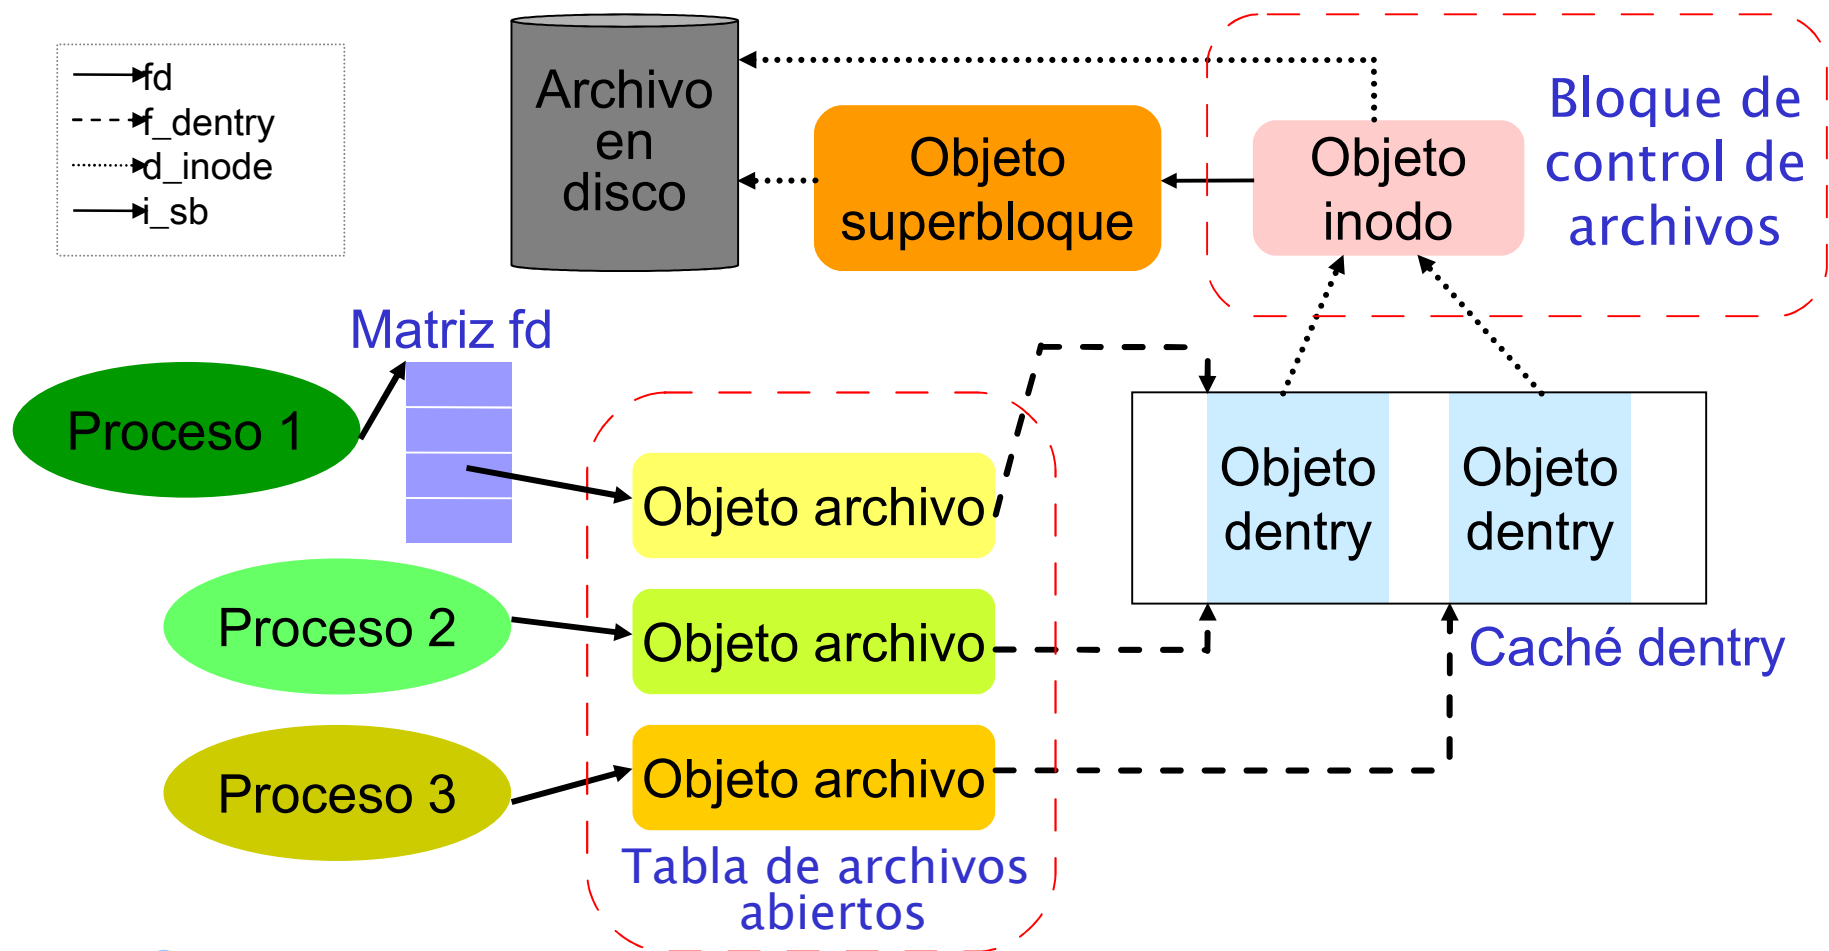 fd
f_dentry
d_inode
i_sb
Archivo
en
disco
Objeto
superbloque
Objeto
inodo
Bloque de
control de
archivos
Matriz fd
Proceso 1
Proceso 2
Proceso 3
Objeto archivo
Objeto archivo
Objeto archivo
Tabla de archivos
abiertos
Objeto
dentry
Objeto
dentry
Caché dentry